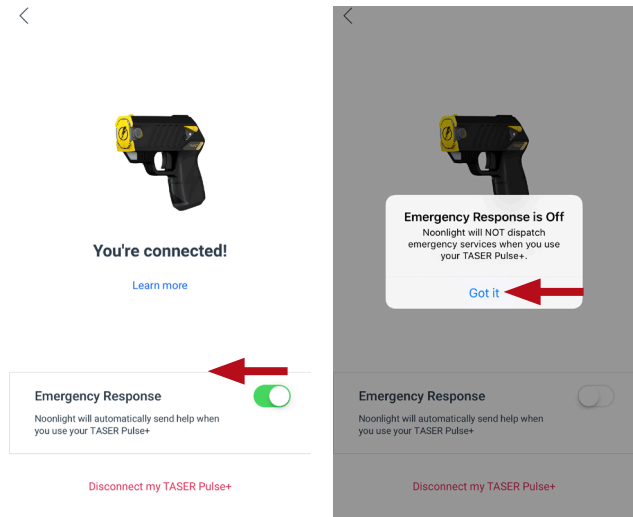 You're connected!
Learn more
Emergency Response
Noonlight will automatically send help when
you use your TASER Pulse+
Disconnect my TASER Pulse+
Emergency Response is Off
Noonlight will NOT dispatch
emergency services when you use
your TASER Pulse+.
Got it
Emergency Response
Noonlight will automatically send help when
you use your TASER Pulse+
Disconnect my TASER Pulse+